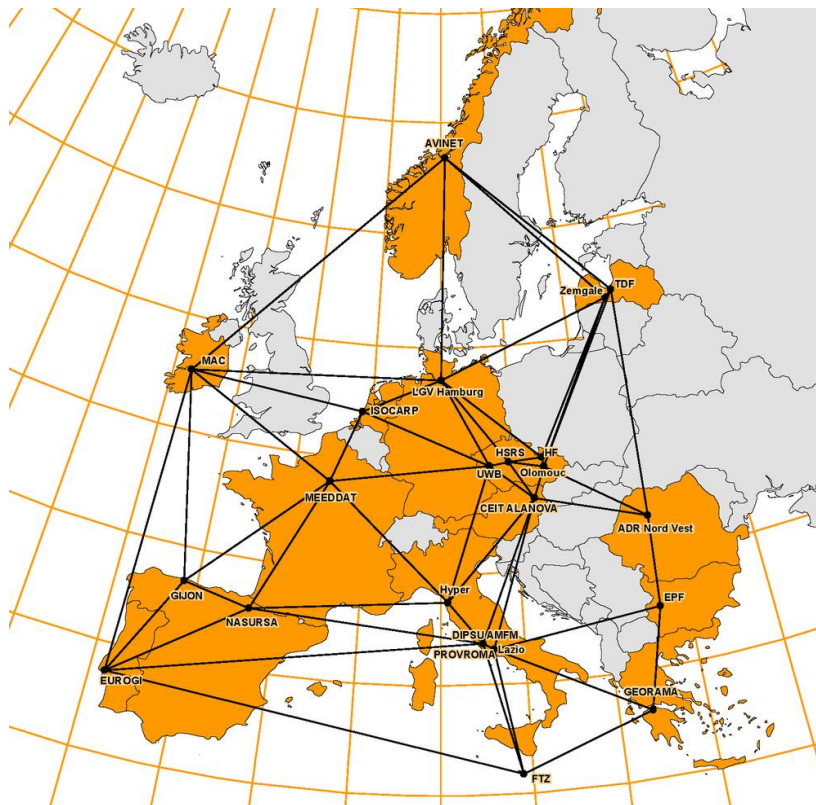 AVINET
TDF
Zemgale
MAC
LGV Hamburg
ISOCARP
HSRS
HF
UWB
Olomouc
MEEDDAT
CEIT ALANOVA
ADR Nord Vest
GIJON
Hyper
NASURSA
EPF
DIPSU AMFM
PROVROMA
Lazio
EUROGI
GEORAMA
FTZ